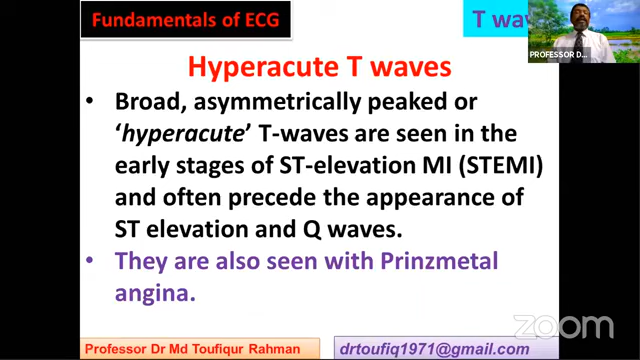 Fundamentals of ECG
T wav
PROFESSOR D...
Hyperacute T waves
• Broad, asymmetrically peaked or
‘hyperacute’ T-waves are seen in the
early stages of ST-elevation MI (STEMI)
and often precede the appearance of
ST elevation and Q waves.
• They are also seen with Prinzmetal
angina.
zoom
Professor Dr Md Toufiqur Rahman
drtoufiq1971@gmail.com